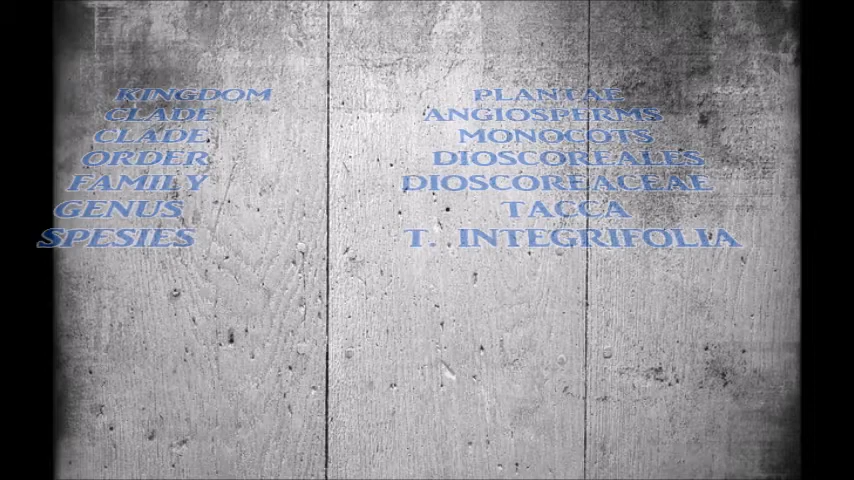 KINGDOM PLANTAE
CLADE ANGIOSPERMS
CLADE MONOCOTS
ORDER DIOSCOREALES
FAMILY DIOSCOREACEAE
GENUS TACCA
SPESIES T. INTEGRIFOLIA